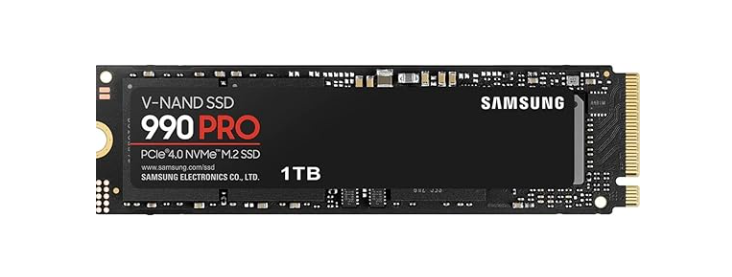 V-NAND SSD
990 PRO
PCIe® 4.0 NVMe™ M.2 SSD
www.samsung.com/ssd
SAMSUNG ELECTRONICS CO., LTD.
1TB
SAMSUNG